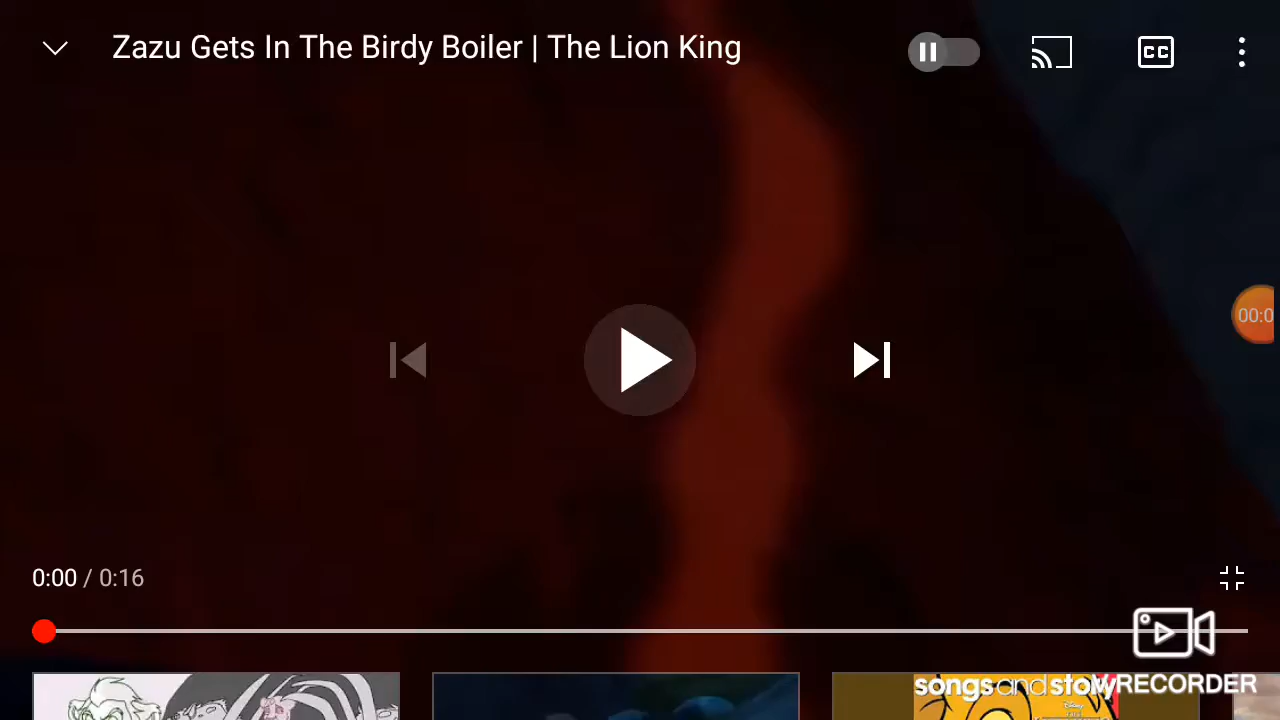 Zazu Gets In The Birdy Boiler | The Lion King
CC
00:0
0:00 / 0:16
songs and story
RECORDER
Disney